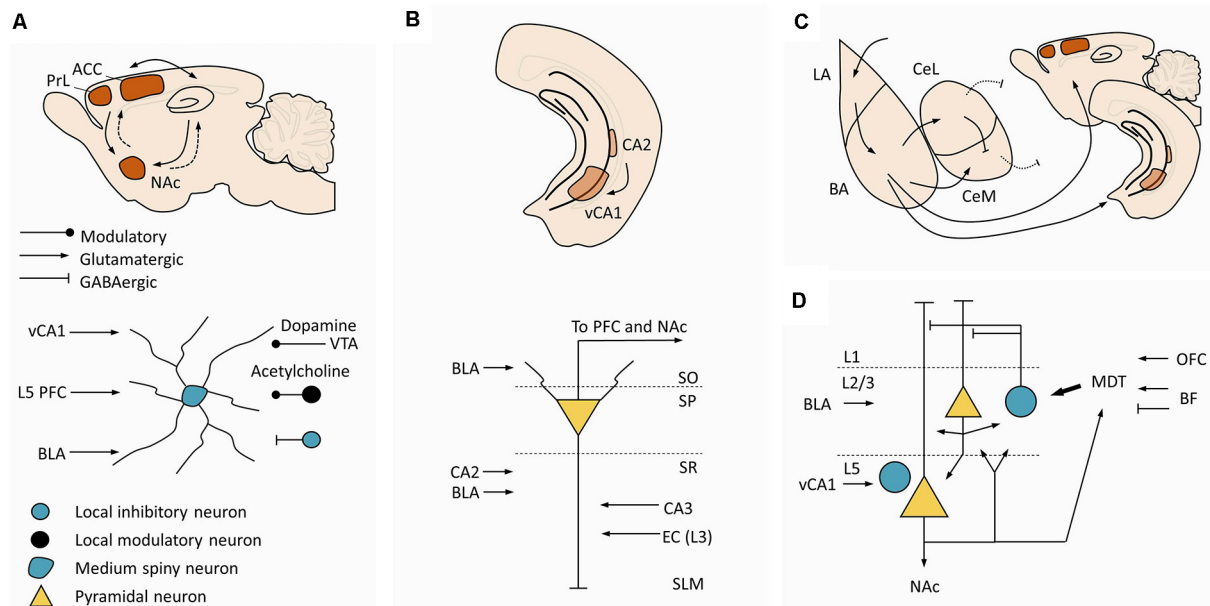 A
ACC
PrL
NAc
Modulatory
Glutamatergic
GABAergic
vCA1
L5 PFC
BLA
Dopamine
VTA
Acetylcholine
Local inhibitory neuron
Local modulatory neuron
Medium spiny neuron
Pyramidal neuron
B
CA2
vCA1
To PFC and NAc
BLA
SO
SP
SR
CA2
BLA
CA3
EC (L3)
SLM
C
LA
CeL
BA
CeM
D
L1
L2/3
BLA
L5
vCA1
MDT
OFC
BF
NAc